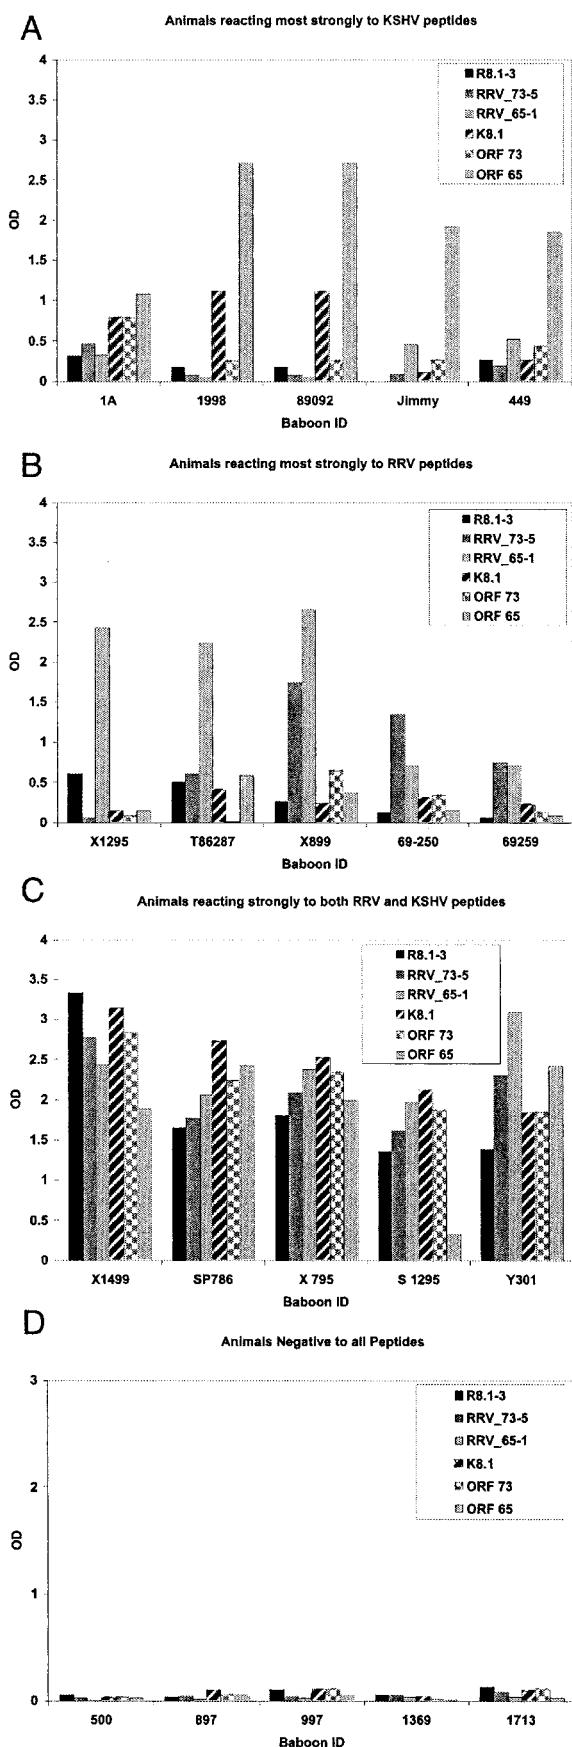 A
Animals reacting most strongly to KSHV peptides
4
3.5
3
2.5
2
1.5
1
0.5
0
OD
R8.1-3
RRV_73-5
RRV_65-1
K8.1
ORF 73
ORF 65
1A 1998 89092 Jimmy 449
Baboon ID
B
Animals reacting most strongly to RRV peptides
4
3.5
3
2.5
2
1.5
1
0.5
0
OD
R8.1-3
RRV_73-5
RRV_65-1
K8.1
ORF 73
ORF 65
X1295 T86287 X899 69-250 69259
Baboon ID
C
Animals reacting strongly to both RRV and KSHV peptides
4
3.5
3
2.5
2
1.5
1
0.5
0
OD
R8.1-3
RRV_73-5
RRV_65-1
K8.1
ORF 73
ORF 65
X1499 SP786 X 795 S 1295 Y301
Baboon ID
D
Animals Negative to all Peptides
3
2
1
0
OD
R8.1-3
RRV_73-5
RRV_65-1
K8.1
ORF 73
ORF 65
500 897 997 1369 1713
Baboon ID